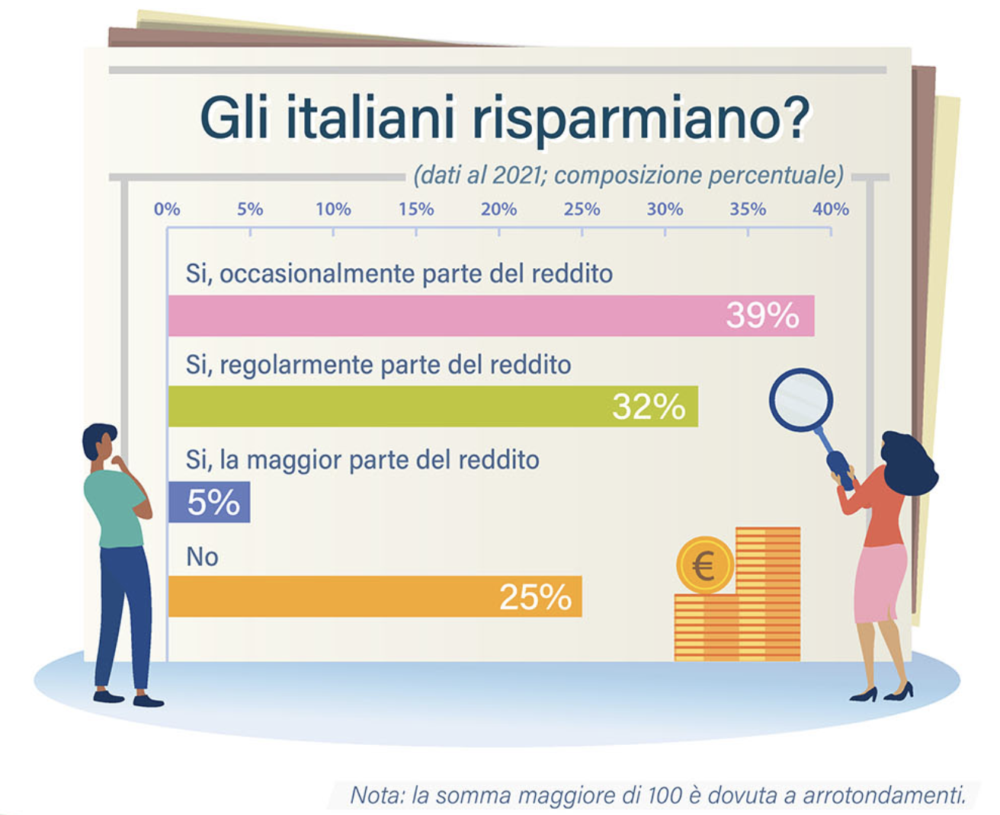 Gli italiani risparmiano?
(dati al 2021; composizione percentuale)
0% 5% 10% 15% 20% 25% 30% 35% 40%
Si, occasionalmente parte del reddito
39%
Si, regolarmente parte del reddito
32%
Si, la maggior parte del reddito
5%
No
25%
€
Nota: la somma maggiore di 100 è dovuta a arrotondamenti.